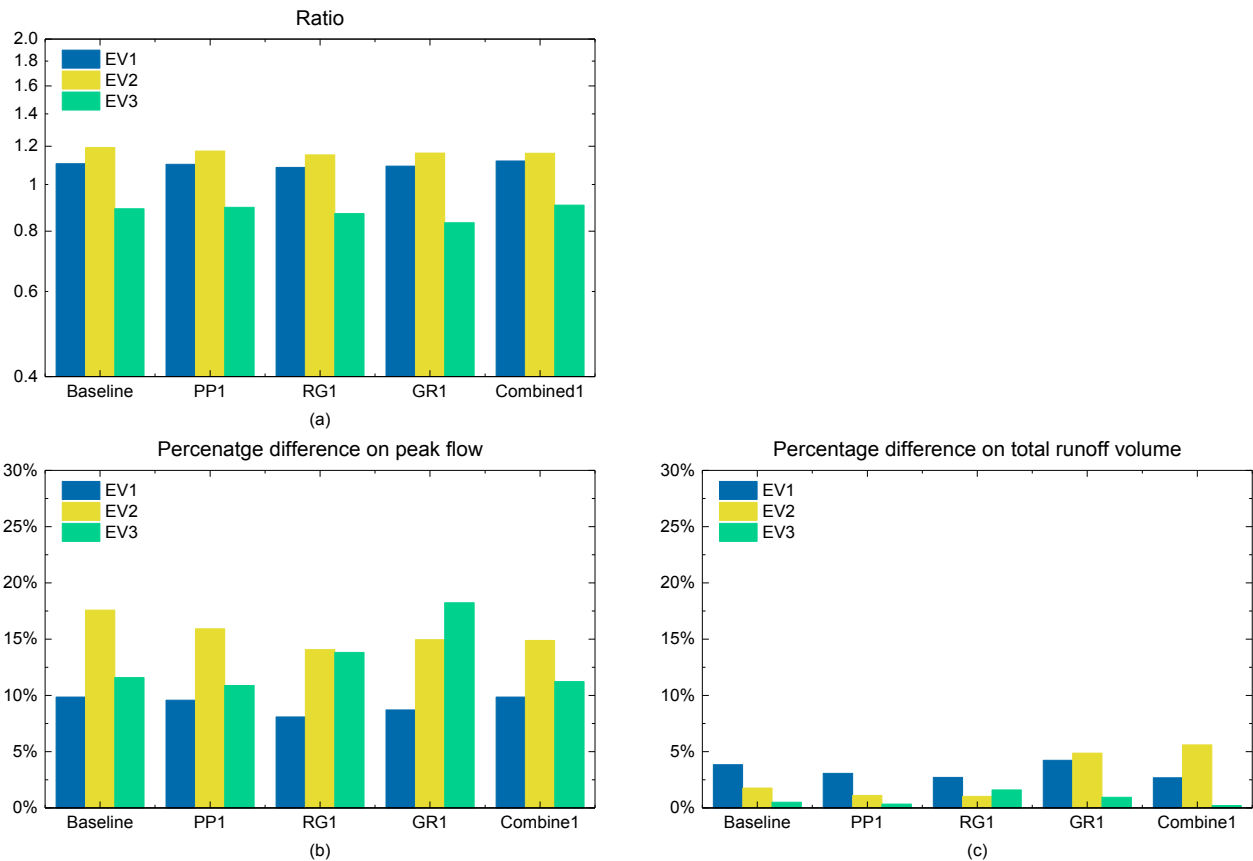 Ratio
2.0
1.8
1.6
1.4
1.2
1
0.8
0.6
0.4
EV1
EV2
EV3
Baseline PP1 RG1 GR1 Combined1
(a)
Percenatge difference on peak flow
30%
25%
20%
15%
10%
5%
0%
EV1
EV2
EV3
Baseline PP1 RG1 GR1 Combine1
(b)
Percentage difference on total runoff volume
30%
25%
20%
15%
10%
5%
0%
EV1
EV2
EV3
Baseline PP1 RG1 GR1 Combine1
(c)